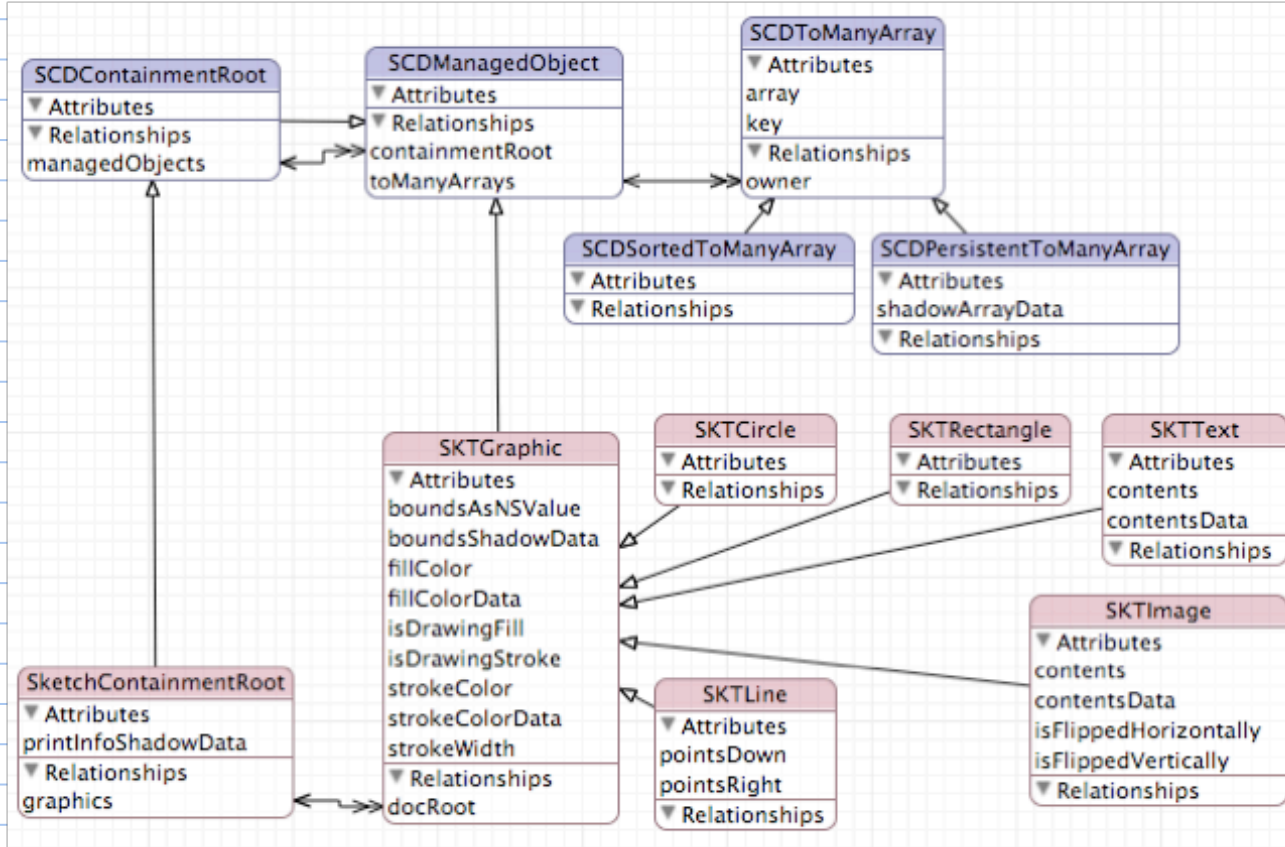 SCDContainmentRoot
Attributes
Relationships
managedObjects
SCDManagedObject
Attributes
Relationships
containmentRoot
toManyArrays
SCDToManyArray
Attributes
array
key
Relationships
owner
SCDSortedToManyArray
Attributes
Relationships
SCDPersistentToManyArray
Attributes
shadowArrayData
Relationships
SKTGraphic
Attributes
boundsAsNSValue
boundsShadowData
fillColor
fillColorData
isDrawingFill
isDrawingStroke
strokeColor
strokeColorData
strokeWidth
Relationships
docRoot
SKTCircle
Attributes
Relationships
SKTRectangle
Attributes
Relationships
SKTText
Attributes
contents
contentsData
Relationships
SKTImage
Attributes
contents
contentsData
isFlippedHorizontally
isFlippedVertically
Relationships
SketchContainmentRoot
Attributes
printInfoShadowData
Relationships
graphics
SKTLine
Attributes
pointsDown
pointsRight
Relationships